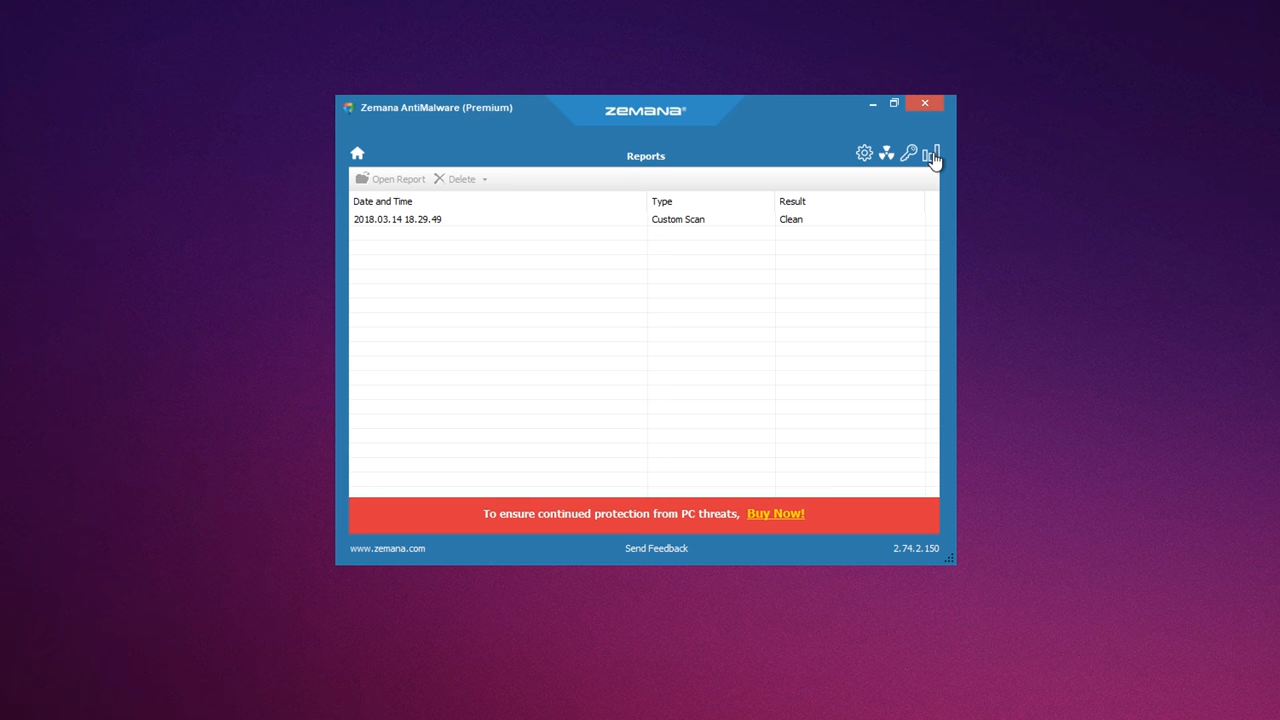 Zemana AntiMalware (Premium)
ZEMANA®
Reports
Open Report Delete
Date and Time Type Result
2018.03.14 18.29.49 Custom Scan Clean
To ensure continued protection from PC threats, Buy Now!
www.zemana.com Send Feedback 2.74.2.150